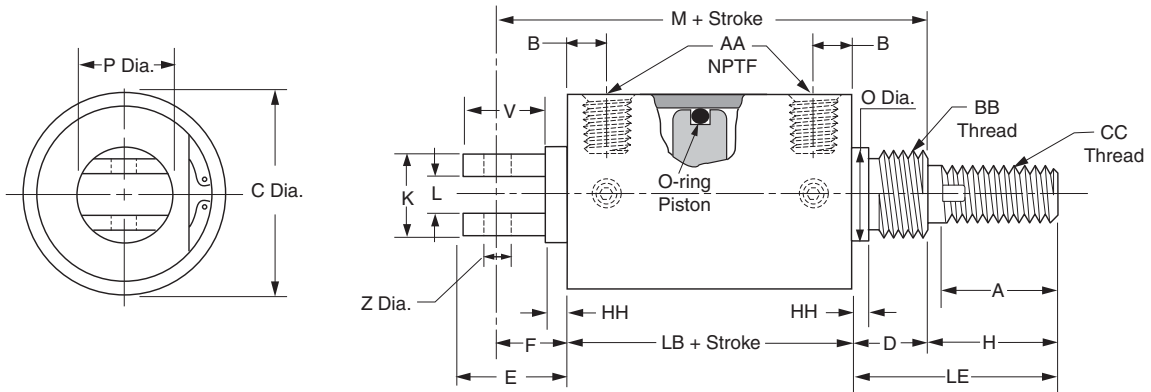 M + Stroke
B
AA
NPTF
B
P Dia.
V
O Dia.
BB
Thread
CC
Thread
C Dia.
K
L
O-ring
Piston
Z Dia.
A
HH
HH
F
LB + Stroke
D
H
E
LE